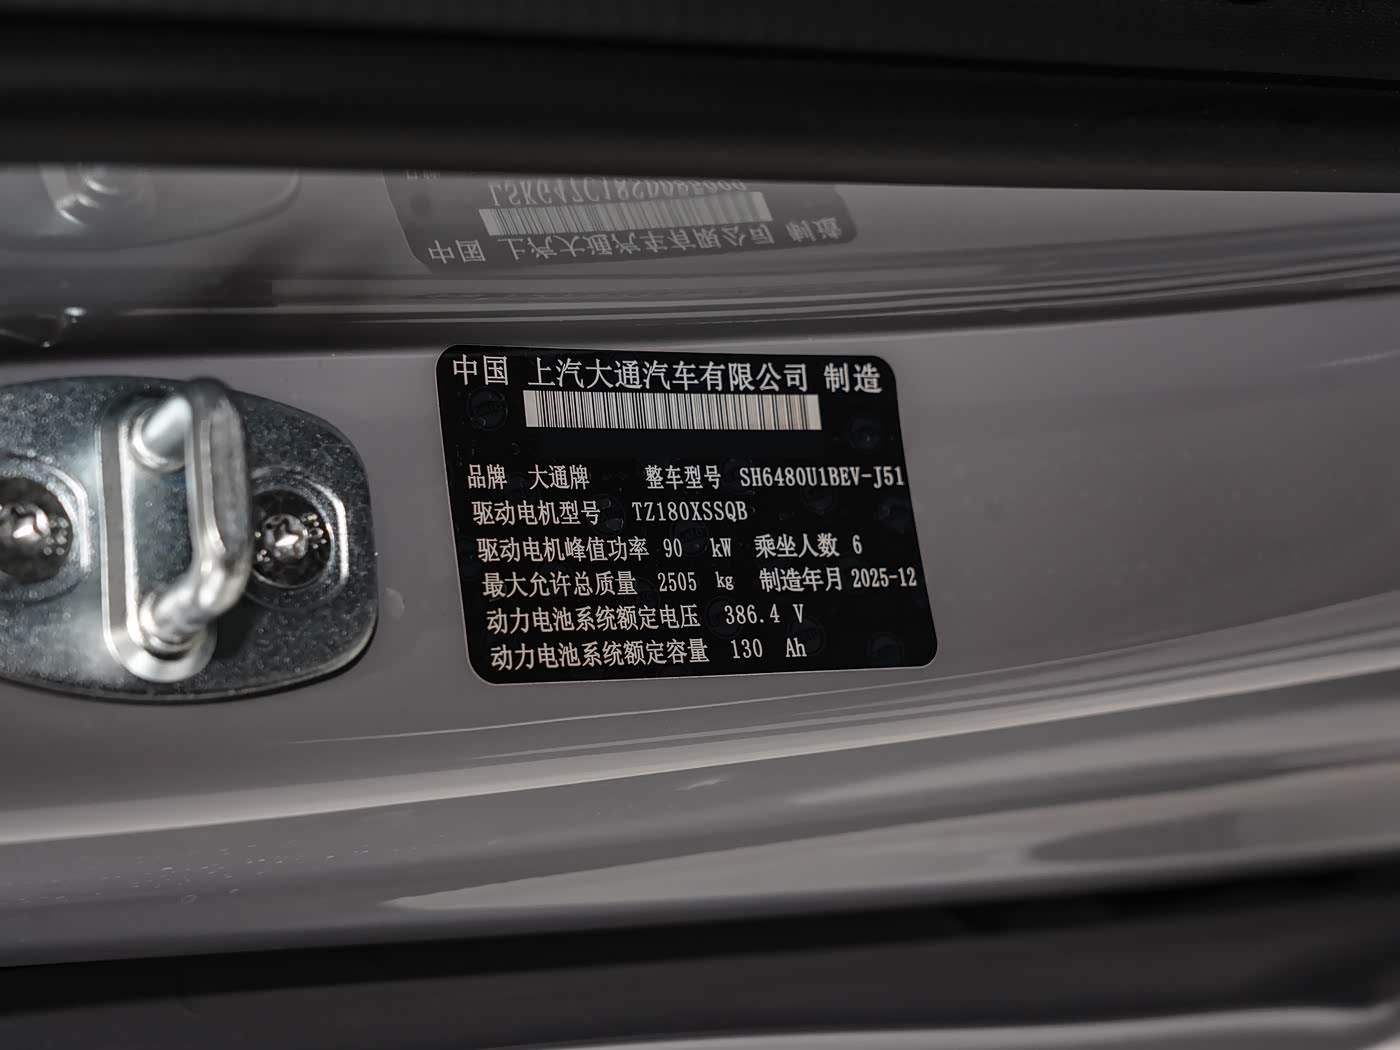 中国 上汽大通汽车有限公司 制造
品牌 大通牌 整车型号 SH6480U1BEV-J51
驱动电机型号 TZ180XSSQB
驱动电机峰值功率 90 kW 乘坐人数 6
最大允许总质量 2505 kg 制造年月 2025-12
动力电池系统额定电压 386.4 V
动力电池系统额定容量 130 Ah